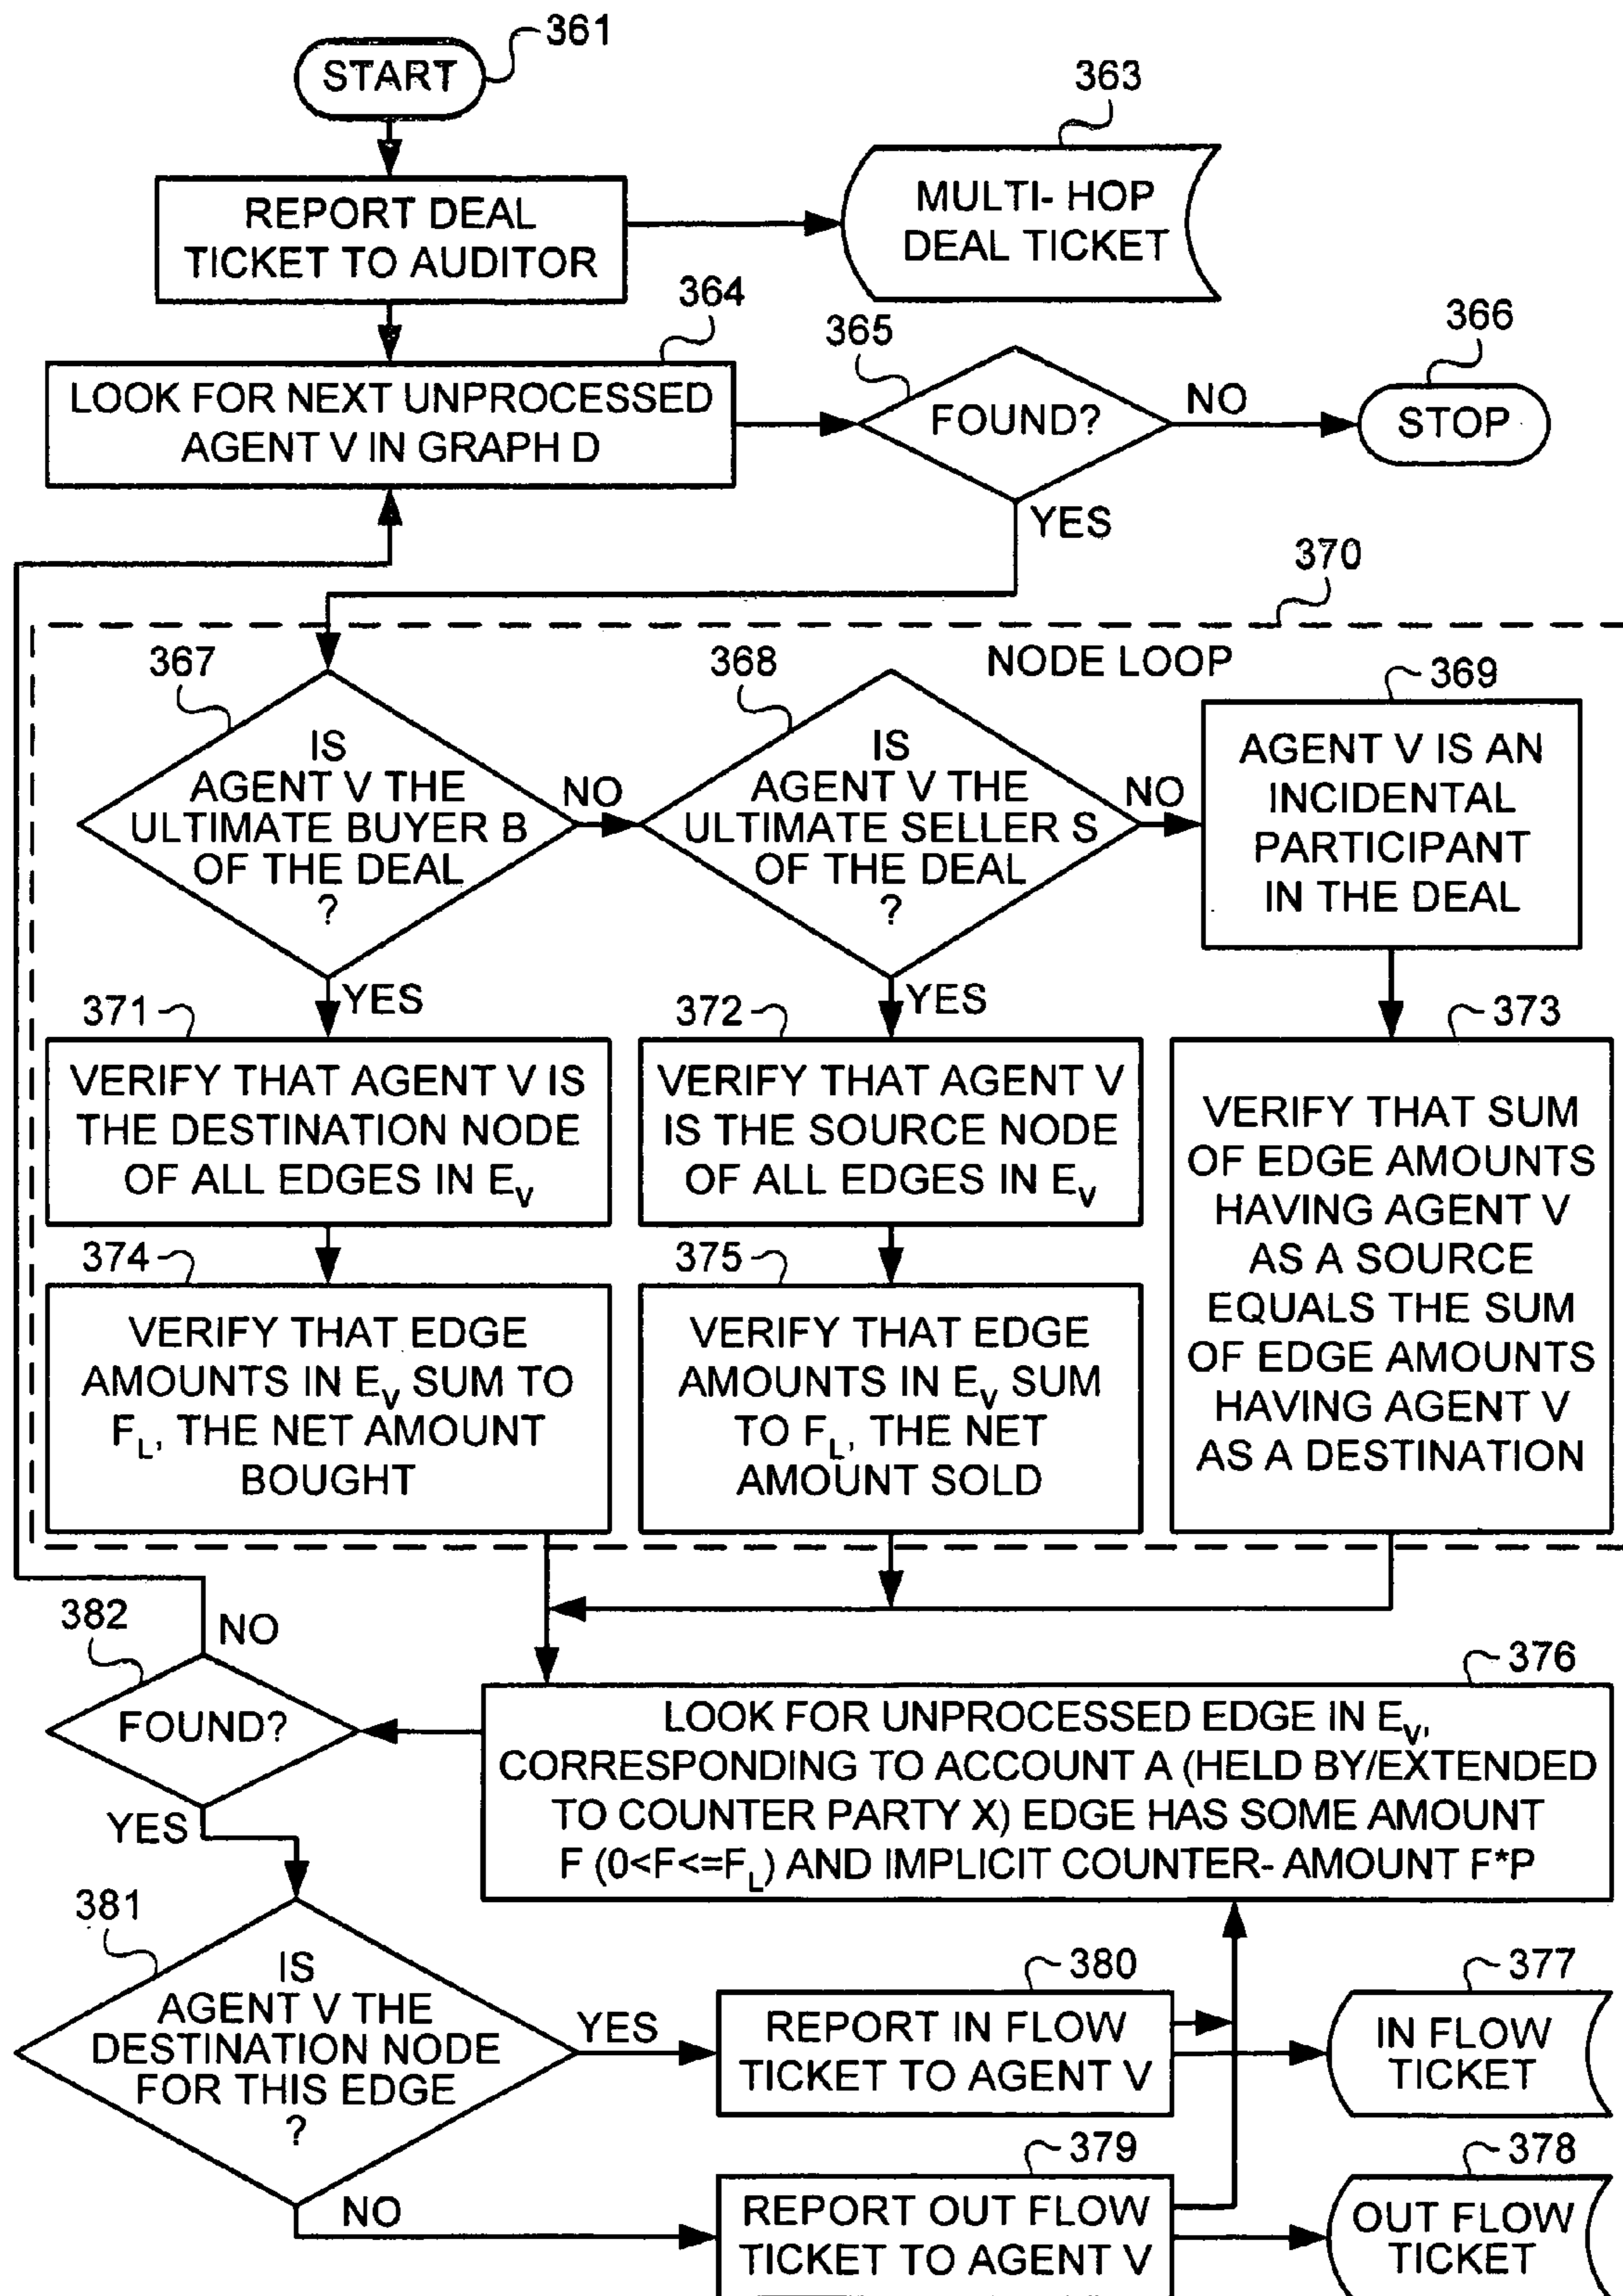 361
START
363
REPORT DEAL
TICKET TO AUDITOR
MULTI- HOP
DEAL TICKET
364
365
366
LOOK FOR NEXT UNPROCESSED
AGENT V IN GRAPH D
FOUND?
NO
STOP
YES
370
NODE LOOP
367
368
369
IS
AGENT V THE
ULTIMATE BUYER B
OF THE DEAL
?
NO
IS
AGENT V THE
ULTIMATE SELLER S
OF THE DEAL
?
NO
AGENT V IS AN
INCIDENTAL
PARTICIPANT
IN THE DEAL
YES
YES
371
372
373
VERIFY THAT AGENT V IS
THE DESTINATION NODE
OF ALL EDGES IN EV
VERIFY THAT AGENT V
IS THE SOURCE NODE
OF ALL EDGES IN EV
VERIFY THAT SUM
OF EDGE AMOUNTS
HAVING AGENT V
AS A SOURCE
EQUALS THE SUM
OF EDGE AMOUNTS
HAVING AGENT V
AS A DESTINATION
374
375
VERIFY THAT EDGE
AMOUNTS IN EV SUM TO
FL, THE NET AMOUNT
BOUGHT
VERIFY THAT EDGE
AMOUNTS IN EV SUM
TO FL, THE NET
AMOUNT SOLD
382
NO
FOUND?
YES
376
LOOK FOR UNPROCESSED EDGE IN EV,
CORRESPONDING TO ACCOUNT A (HELD BY/EXTENDED
TO COUNTER PARTY X) EDGE HAS SOME AMOUNT
F (0<F<=FL) AND IMPLICIT COUNTER- AMOUNT F*P
381
IS
AGENT V THE
DESTINATION NODE
FOR THIS EDGE
?
YES
380
REPORT IN FLOW
TICKET TO AGENT V
377
IN FLOW
TICKET
NO
379
REPORT OUT FLOW
TICKET TO AGENT V
378
OUT FLOW
TICKET